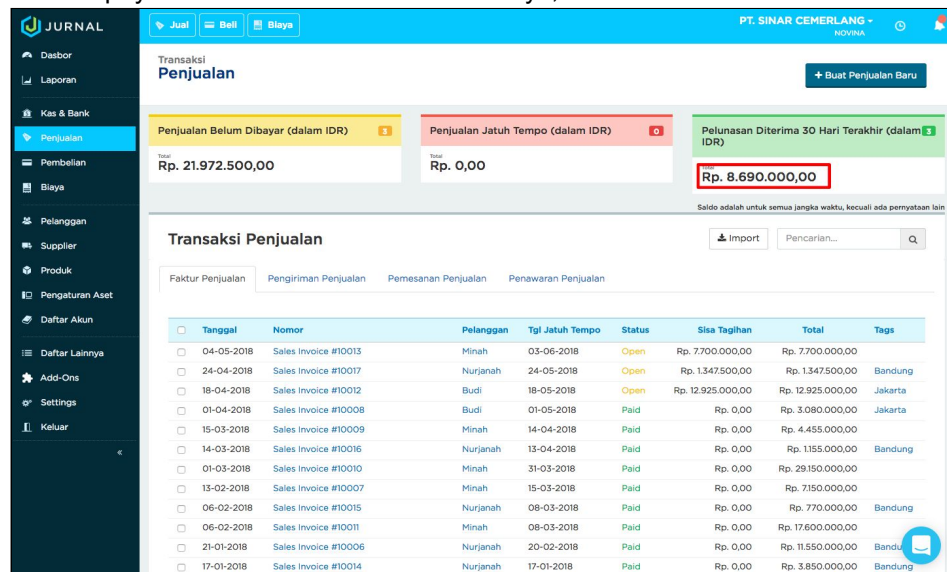 JURNAL
Jual
Beli
Biaya
PT. SINAR CEMERLANG
NOVINA
Dasbor
Laporan
Kas & Bank
Penjualan
Pembelian
Biaya
Pelanggan
Supplier
Produk
Pengaturan Aset
Daftar Akun
Daftar Lainnya
Add-Ons
Settings
Keluar
«
Transaksi
Penjualan
+ Buat Penjualan Baru
Penjualan Belum Dibayar (dalam IDR) 3
Total
Rp. 21.972.500,00
Penjualan Jatuh Tempo (dalam IDR) 0
Total
Rp. 0,00
Pelunasan Diterima 30 Hari Terakhir (dalam 3
IDR)
Total
Rp. 8.690.000,00
Saldo adalah untuk semua jangka waktu, kecuali ada pernyataan lain
Transaksi Penjualan
Import
Pencarian...
Faktur Penjualan Pengiriman Penjualan Pemesanan Penjualan Penawaran Penjualan
Tanggal Nomor Pelanggan Tgl Jatuh Tempo Status Sisa Tagihan Total Tags
04-05-2018 Sales Invoice #10013 Minah 03-06-2018 Open Rp. 7.700.000,00 Rp. 7.700.000,00
24-04-2018 Sales Invoice #10017 Nurjanah 24-05-2018 Open Rp. 1.347.500,00 Rp. 1.347.500,00 Bandung
18-04-2018 Sales Invoice #10012 Budi 18-05-2018 Open Rp. 12.925.000,00 Rp. 12.925.000,00 Jakarta
01-04-2018 Sales Invoice #10008 Budi 01-05-2018 Paid Rp. 0,00 Rp. 3.080.000,00 Jakarta
15-03-2018 Sales Invoice #10009 Minah 14-04-2018 Paid Rp. 0,00 Rp. 4.455.000,00
14-03-2018 Sales Invoice #10016 Nurjanah 13-04-2018 Paid Rp. 0,00 Rp. 1.155.000,00 Bandung
01-03-2018 Sales Invoice #10010 Minah 31-03-2018 Paid Rp. 0,00 Rp. 29.150.000,00
13-02-2018 Sales Invoice #10007 Minah 15-03-2018 Paid Rp. 0,00 Rp. 7.150.000,00
06-02-2018 Sales Invoice #10015 Nurjanah 08-03-2018 Paid Rp. 0,00 Rp. 770.000,00 Bandung
06-02-2018 Sales Invoice #10011 Minah 08-03-2018 Paid Rp. 0,00 Rp. 17.600.000,00
21-01-2018 Sales Invoice #10006 Nurjanah 20-02-2018 Paid Rp. 0,00 Rp. 11.550.000,00 Bandu
17-01-2018 Sales Invoice #10014 Nurjanah 17-01-2018 Paid Rp. 0,00 Rp. 3.850.000,00 Bandung